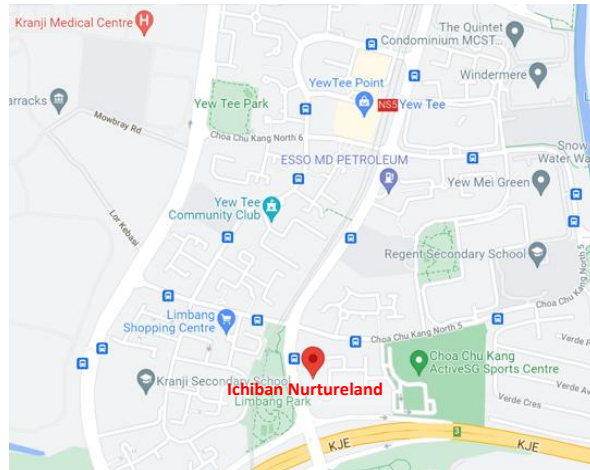 Kranji Medical Centre
H
The Quintet
Condominium MCST...
Windermere
YewTee Point
NS5 Yew Tee
arracks
Yew Tee Park
Mowbray Rd
Choa Chu Kang North 6
Snow
Water Wa
ESSO MD PETROLEUM
Yew Mei Green
Yew Tee
Community Club
Lor Kebasi
Regent Secondary School
Choa Chu Kang North 5
Limbang
Shopping Centre
Choa Chu Kang North 5
Verde P
Choa Chu Kang
ActiveSG Sports Centre
Kranji Secondary School
Ichiban Nurtureland
Limbang Park
Verde Av
Verde Cres
3
KJE
KJE